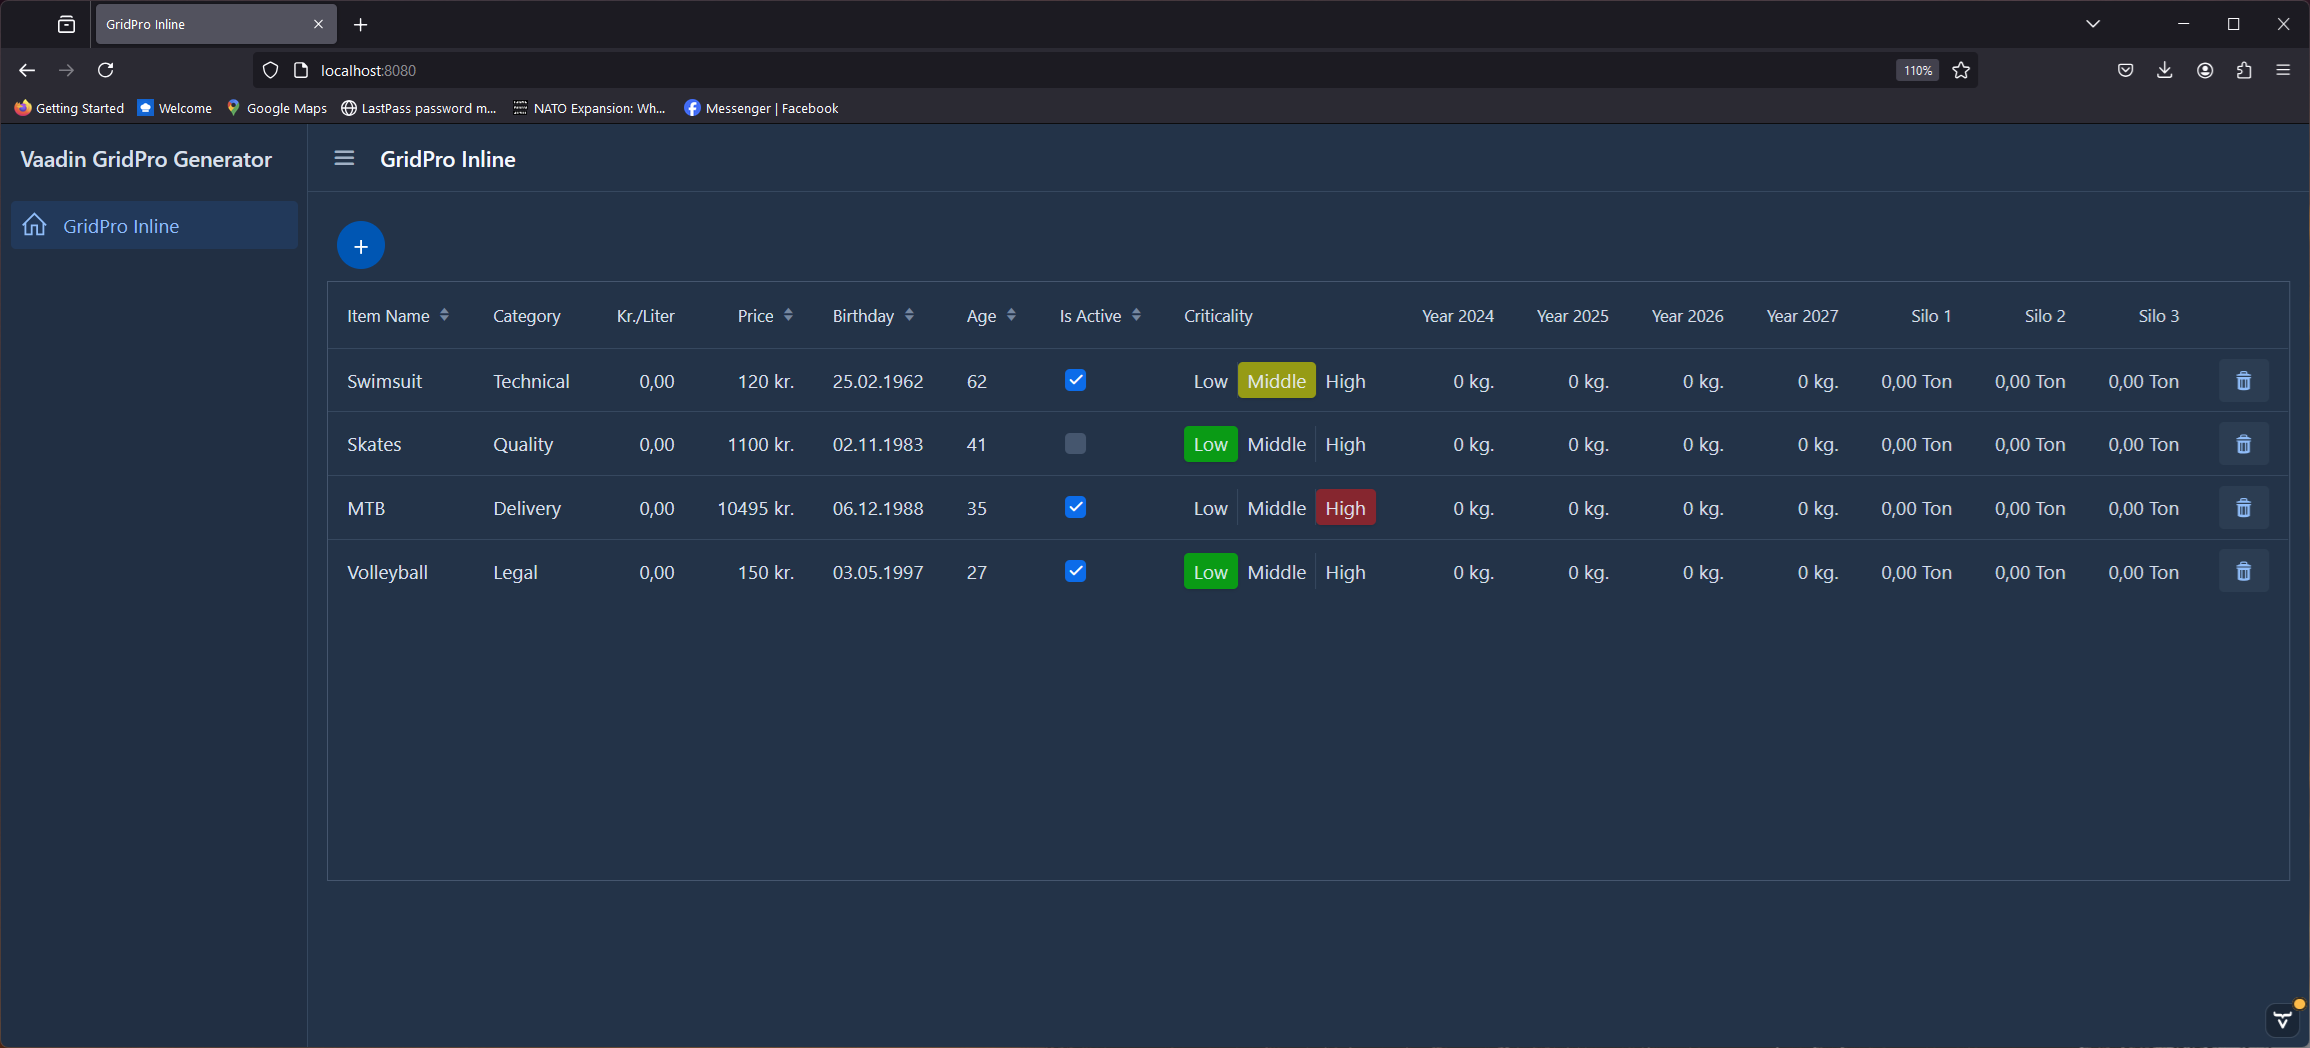 GridPro Inline
localhost:8080 110%
Getting Started Welcome Google Maps LastPass password m... NATO Expansion: Wh... Messenger | Facebook
Vaadin GridPro Generator
GridPro Inline
GridPro Inline
+
Item Name Category Kr./Liter Price Birthday Age Is Active Criticality Year 2024 Year 2025 Year 2026 Year 2027 Silo 1 Silo 2 Silo 3
Swimsuit Technical 0,00 120 kr. 25.02.1962 62 Low Middle High 0 kg. 0 kg. 0 kg. 0 kg. 0,00 Ton 0,00 Ton 0,00 Ton
Skates Quality 0,00 1100 kr. 02.11.1983 41 Low Middle High 0 kg. 0 kg. 0 kg. 0 kg. 0,00 Ton 0,00 Ton 0,00 Ton
MTB Delivery 0,00 10495 kr. 06.12.1988 35 Low Middle High 0 kg. 0 kg. 0 kg. 0 kg. 0,00 Ton 0,00 Ton 0,00 Ton
Volleyball Legal 0,00 150 kr. 03.05.1997 27 Low Middle High 0 kg. 0 kg. 0 kg. 0 kg. 0,00 Ton 0,00 Ton 0,00 Ton